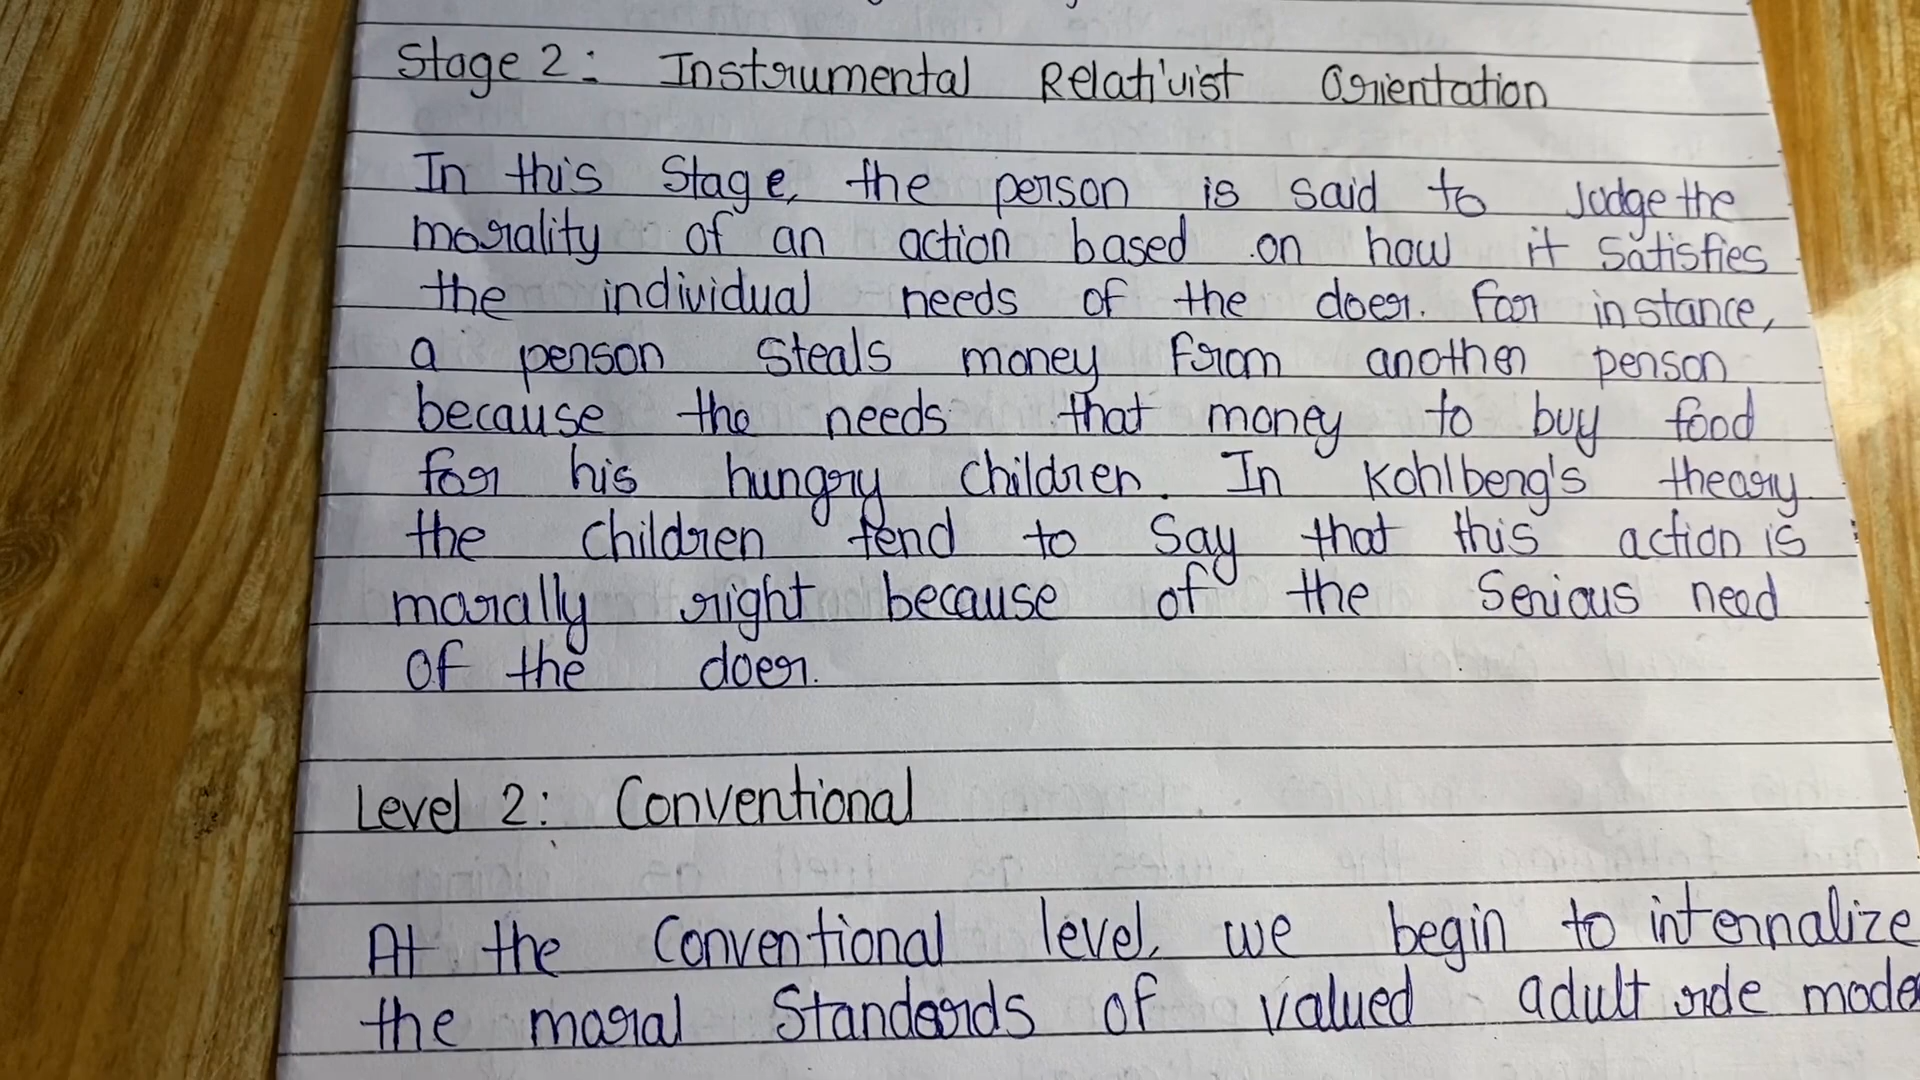 Stage 2: Instrumental Relativist Orientation
In this Stage, the person is said to Judge the
morality of an action based on how it Satisfies
the individual needs of the doer. For instance,
a person Steals money From another person
because the needs that money to buy food
for his hungry children. In Kohlberg's theory
the children tend to Say that this action is
morally right because of the Serious need
of the doer.
Level 2: Conventional
At the Conventional level, we begin to internalize
the moral Standards of valued adult role mode